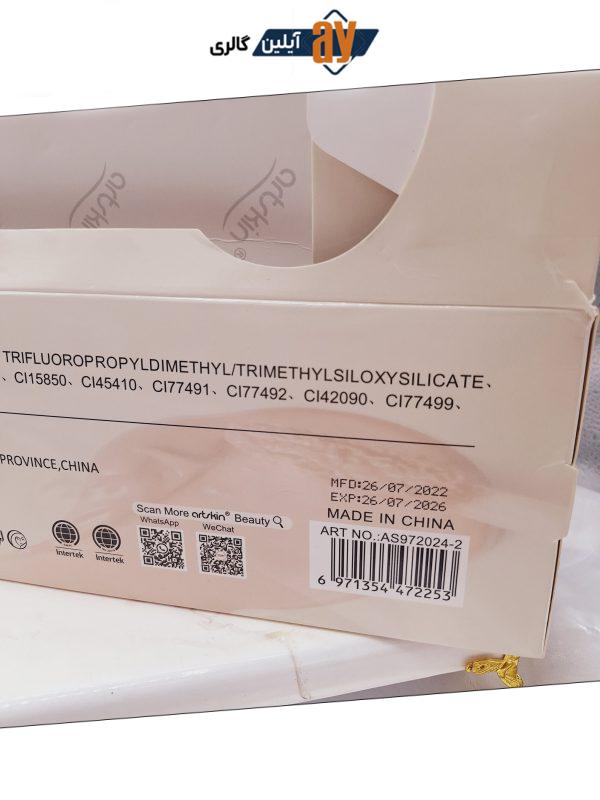 آیلین گالری ay
artskin
artskin®
TRIFLUOROPROPYLDIMETHYL/TRIMETHYLSILOXYSILICATE、
、CI15850、CI45410、CI77491、CI77492、CI42090、CI77499、
PROVINCE,CHINA
MFD:26/07/2022
EXP:26/07/2026
MADE IN CHINA
Scan More artskin® Beauty
WhatsApp
WeChat
intertek
intertek
ART NO.:AS972024-2
6 971354 472253